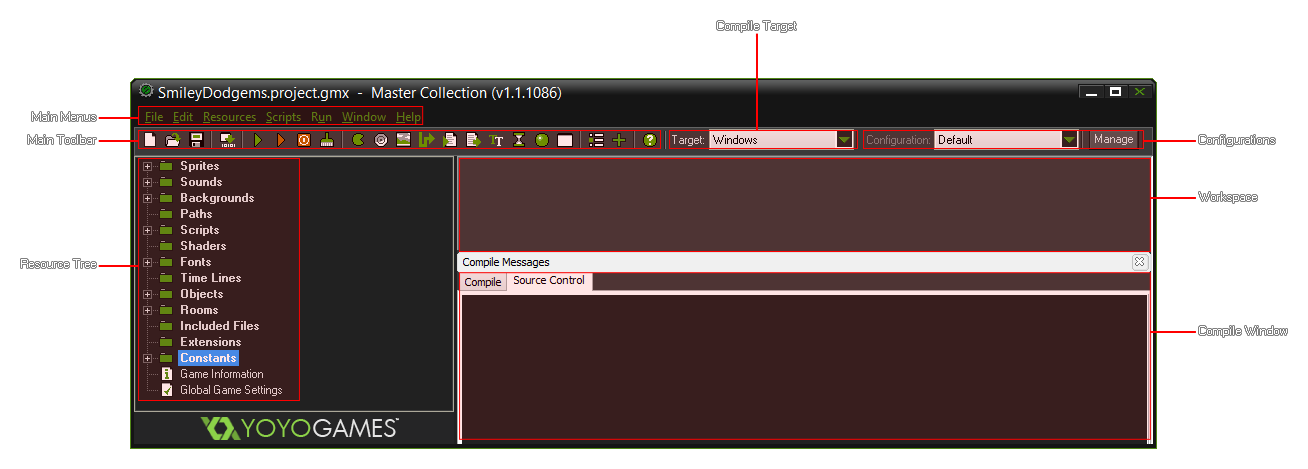 Compile Target
SmileyDodgems.project.gmx - Master Collection (v1.1.1086)
Main Menus
File Edit Resources Scripts Run Window Help
Main Toolbar
Target: Windows
Configuration: Default
Manage
Configurations
Sprites
Sounds
Backgrounds
Paths
Scripts
Shaders
Fonts
Time Lines
Objects
Rooms
Included Files
Extensions
Constants
Game Information
Global Game Settings
Resource Tree
Workspace
Compile Messages
Compile Source Control
Compile Window
YOYOGAMES™